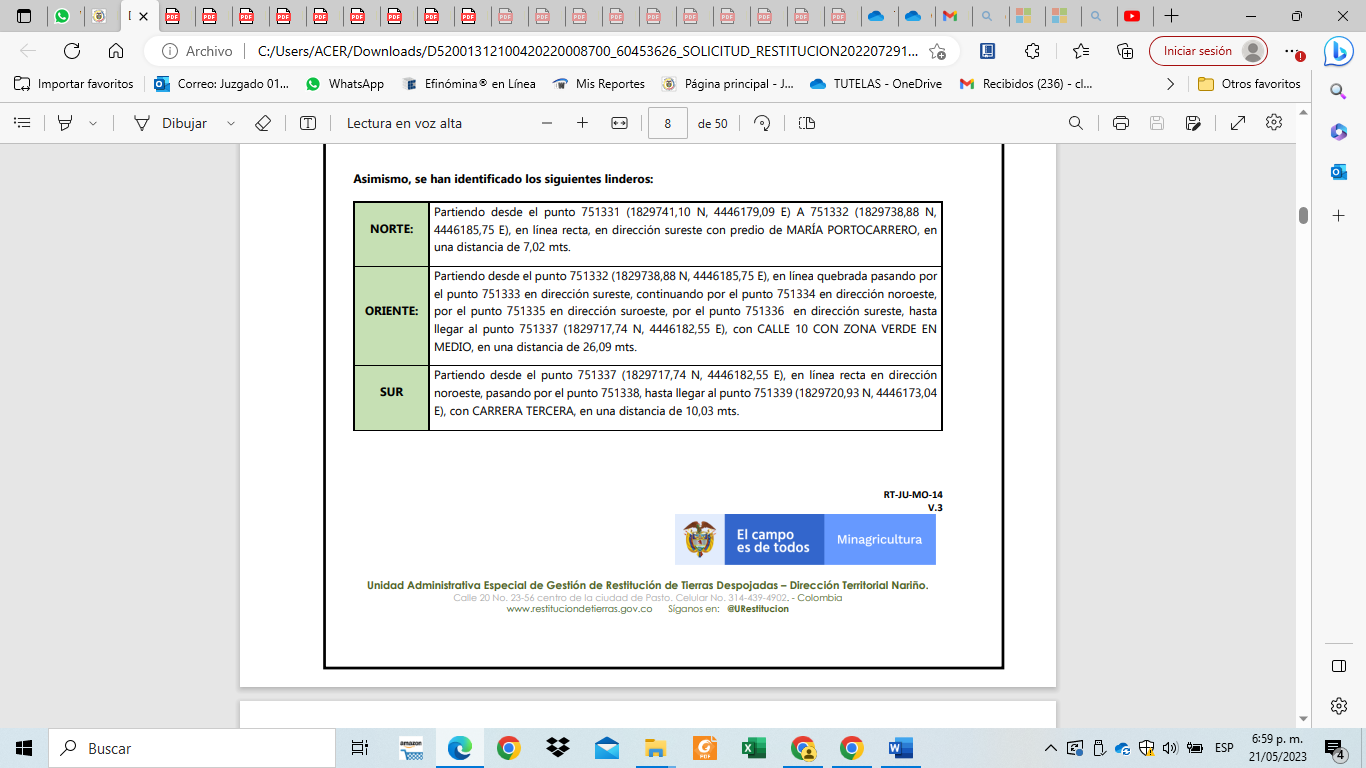 Archivo
C:/Users/ACER/Downloads/D52001312100420220008700_60453626_SOLICITUD_RESTITUCION202207291...
Iniciar sesión
Importar favoritos
Correo: Juzgado 01...
WhatsApp
Efinómina® en Línea
Mis Reportes
Página principal - J...
TUTELAS - OneDrive
Recibidos (236) - cl...
Otros favoritos
Dibujar
Lectura en voz alta
8
de 50
Asimismo, se han identificado los siguientes linderos:
NORTE:
Partiendo desde el punto 751331 (1829741,10 N, 4446179,09 E) A 751332 (1829738,88 N,
4446185,75 E), en línea recta, en dirección sureste con predio de MARÍA PORTOCARRERO, en
una distancia de 7,02 mts.
ORIENTE:
Partiendo desde el punto 751332 (1829738,88 N, 4446185,75 E), en línea quebrada pasando por
el punto 751333 en dirección sureste, continuando por el punto 751334 en dirección noroeste,
por el punto 751335 en dirección suroeste, por el punto 751336 en dirección sureste, hasta
llegar al punto 751337 (1829717,74 N, 4446182,55 E), con CALLE 10 CON ZONA VERDE EN
MEDIO, en una distancia de 26,09 mts.
SUR
Partiendo desde el punto 751337 (1829717,74 N, 4446182,55 E), en línea recta en dirección
noroeste, pasando por el punto 751338, hasta llegar al punto 751339 (1829720,93 N, 4446173,04
E), con CARRERA TERCERA, en una distancia de 10,03 mts.
RT-JU-MO-14
V.3
El campo
es de todos
Minagricultura
Unidad Administrativa Especial de Gestión de Restitución de Tierras Despojadas – Dirección Territorial Nariño.
Calle 20 No. 23-56 centro de la ciudad de Pasto. Celular No. 314-439-4902. - Colombia
www.restituciondetierras.gov.co Síganos en: @URestitucion
Buscar
ESP
6:59 p. m.
21/05/2023
4